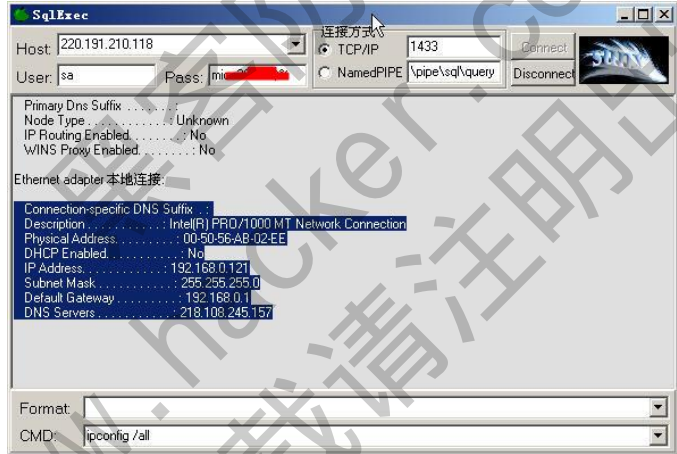 SqlExec
连接方式
Host: 220.191.210.118
TCP/IP 1433 Connect
User: sa Pass:
NamedPIPE \pipe\sql\query Disconnect
Primary Dns Suffix . . . . . . . :
Node Type . . . . . . . . . . . . : Unknown
IP Routing Enabled. . . . . . . . : No
WINS Proxy Enabled. . . . . . . . : No
Ethernet adapter 本地连接:
Connection-specific DNS Suffix . :
Description . . . . . . . . . . . : Intel(R) PRO/1000 MT Network Connection
Physical Address. . . . . . . . . : 00-50-56-AB-02-EE
DHCP Enabled. . . . . . . . . . . : No
IP Address. . . . . . . . . . . . : 192.168.0.121
Subnet Mask . . . . . . . . . . . : 255.255.255.0
Default Gateway . . . . . . . . . : 192.168.0.1
DNS Servers . . . . . . . . . . . : 218.108.245.157
Format:
CMD: ipconfig /all